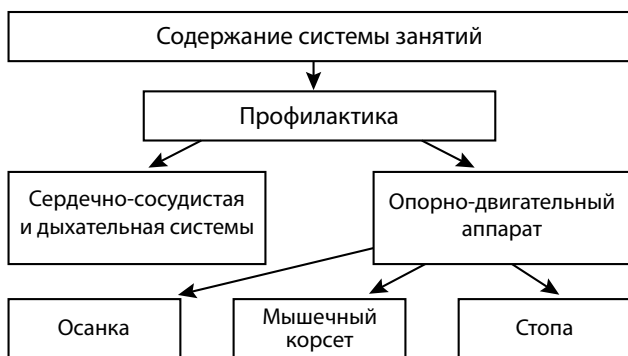 Содержание системы занятий
Профилактика
Сердечно-сосудистая
и дыхательная системы
Опорно-двигательный
аппарат
Осанка
Мышечный
корсет
Стопа